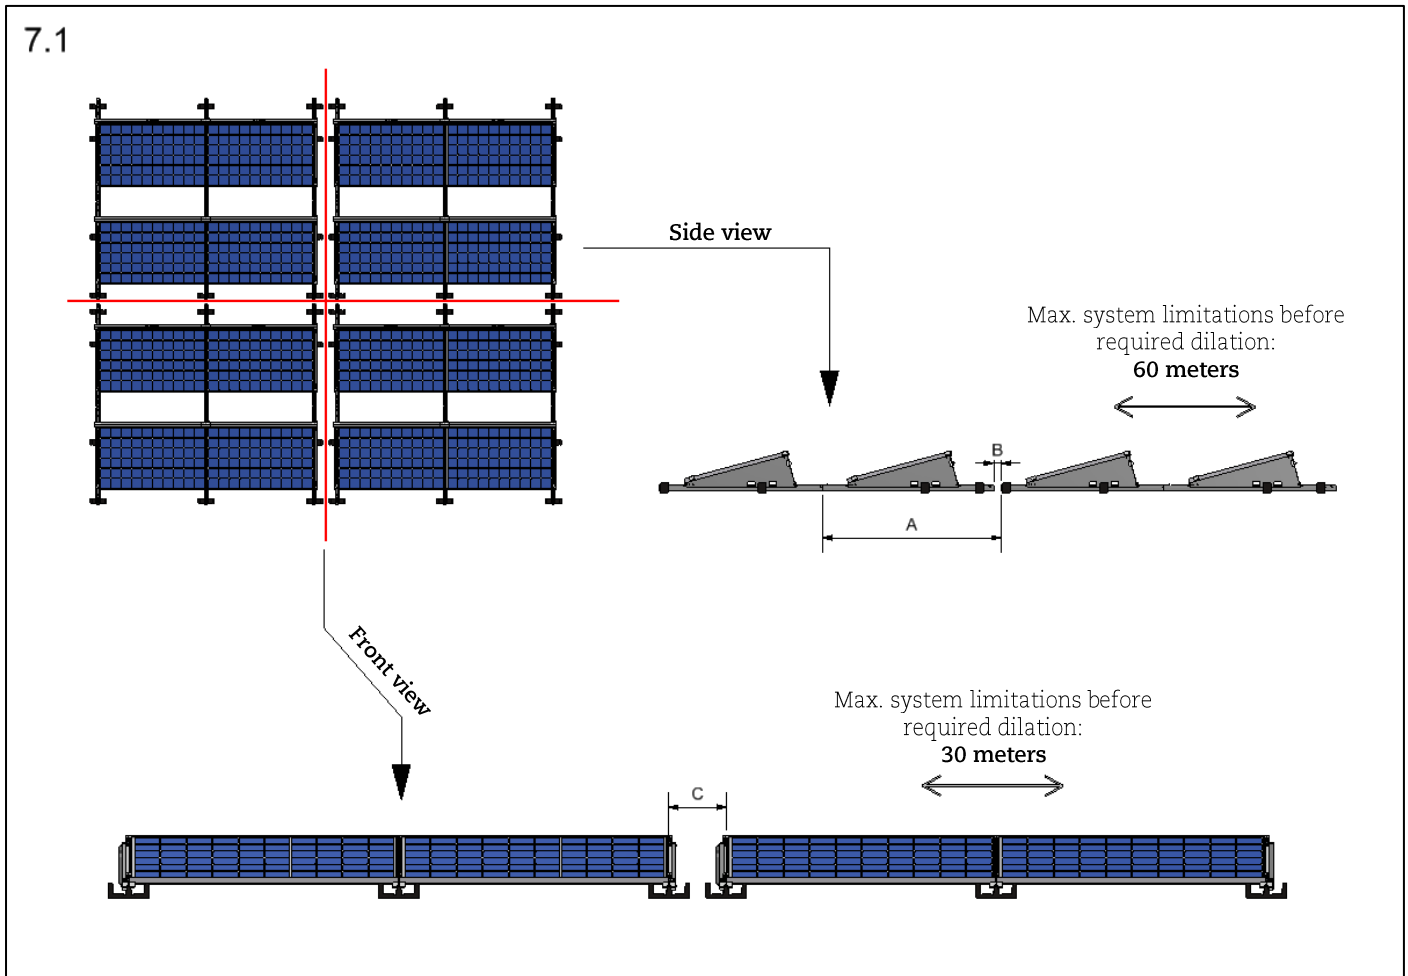 7.1
Side view
Max. system limitations before
required dilation:
60 meters
B
A
Front view
Max. system limitations before
required dilation:
30 meters
C